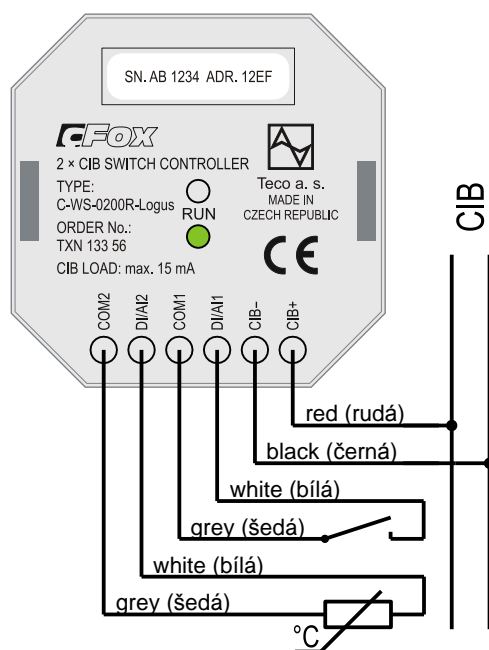 SN. AB 1234 ADR. 12EF
CFOX
2 × CIB SWITCH CONTROLLER
TYPE:
C-WS-0200R-Logus
ORDER No.:
TXN 133 56
CIB LOAD: max. 15 mA
RUN
Teco a. s.
MADE IN
CZECH REPUBLIC
CE
CIB
COM2
DI/AI2
COM1
DI/AI1
CIB–
CIB+
red (rudá)
black (černá)
white (bílá)
grey (šedá)
white (bílá)
grey (šedá)
°C